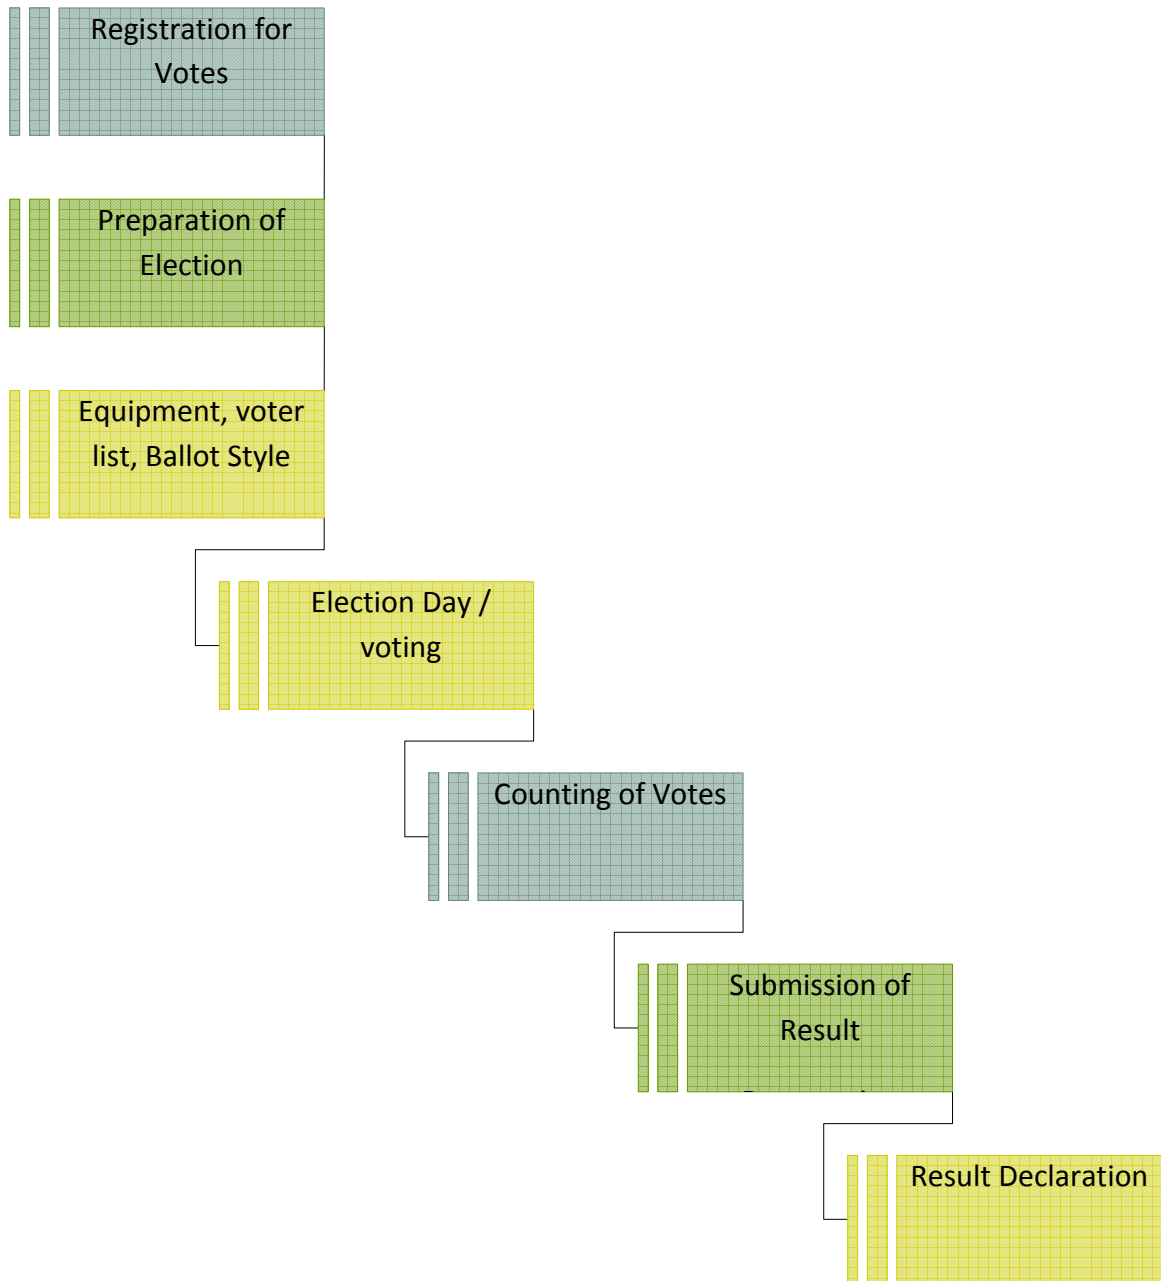 Registration for
Votes
Preparation of
Election
Equipment, voter
list, Ballot Style
Election Day /
voting
Counting of Votes
Submission of
Result
Result Declaration